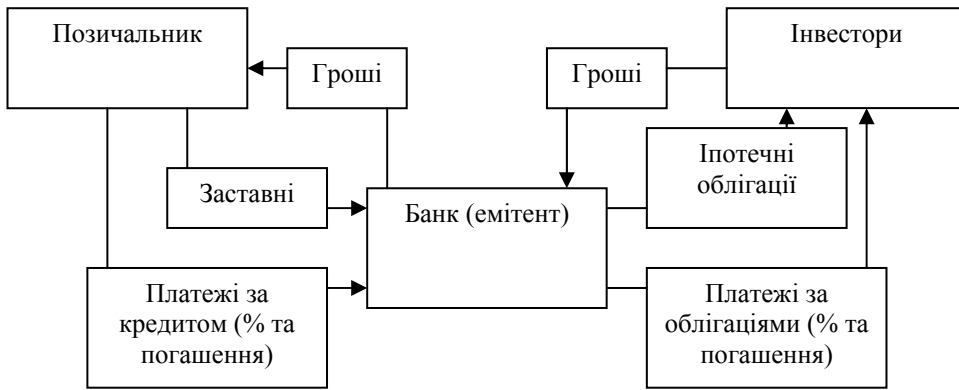 Позичальник
Гроші
Гроші
Інвестори
Заставні
Банк (емітент)
Іпотечні
облігації
Платежі за
кредитом (% та
погашення)
Платежі за
облігаціями (% та
погашення)